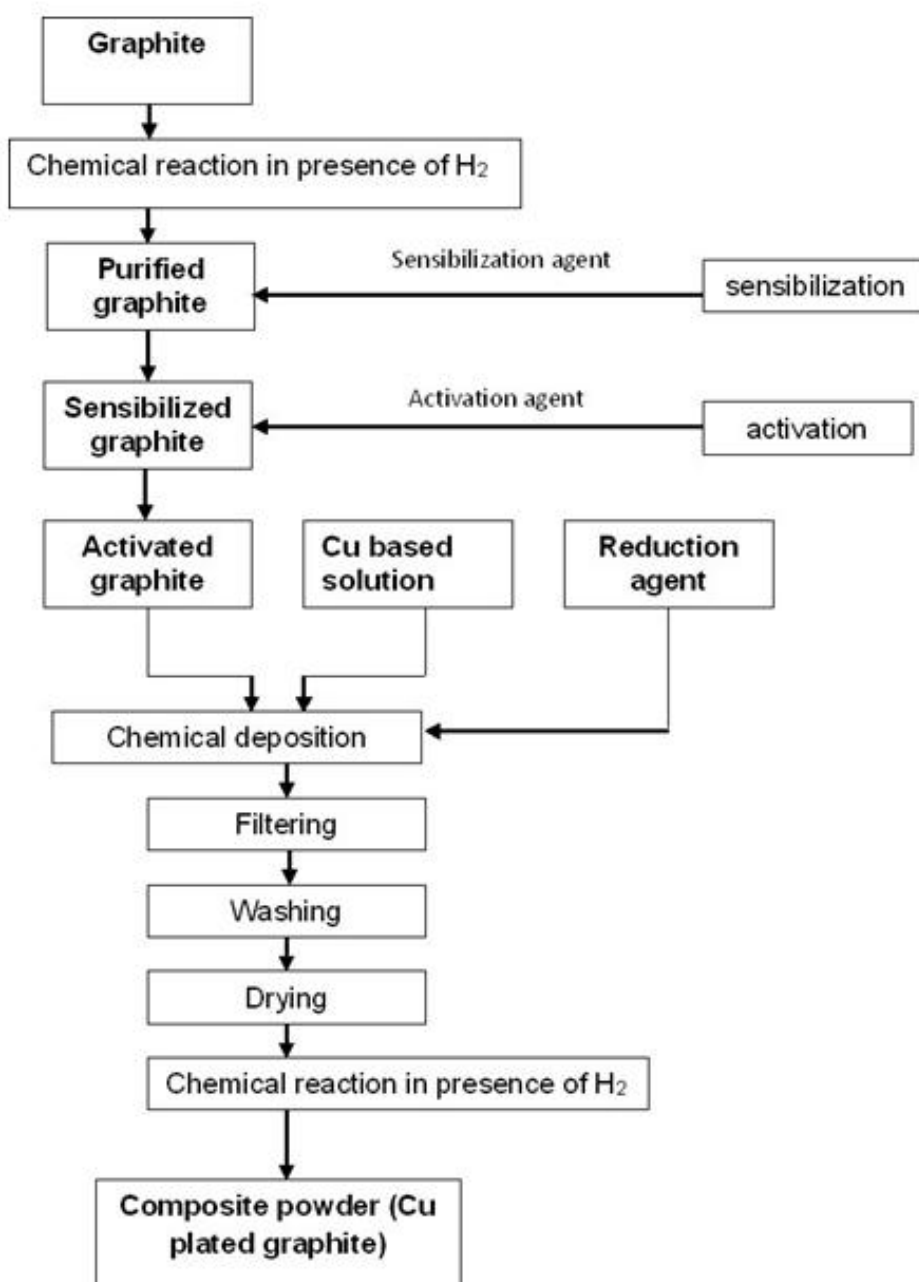 Graphite
Chemical reaction in presence of H₂
Purified
graphite
Sensibilization agent
sensibilization
Sensibilized
graphite
Activation agent
activation
Activated
graphite
Cu based
solution
Reduction
agent
Chemical deposition
Filtering
Washing
Drying
Chemical reaction in presence of H₂
Composite powder (Cu
plated graphite)